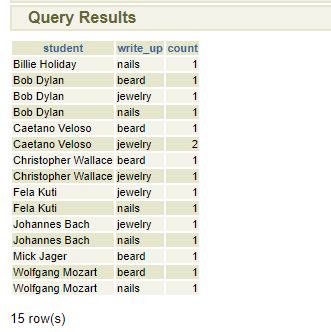 Query Results
student write_up count
Billie Holiday nails 1
Bob Dylan beard 1
Bob Dylan jewelry 1
Bob Dylan nails 1
Caetano Veloso beard 1
Caetano Veloso jewelry 2
Christopher Wallace beard 1
Christopher Wallace jewelry 1
Fela Kuti jewelry 1
Fela Kuti nails 1
Johannes Bach jewelry 1
Johannes Bach nails 1
Mick Jager beard 1
Wolfgang Mozart beard 1
Wolfgang Mozart nails 1
15 row(s)